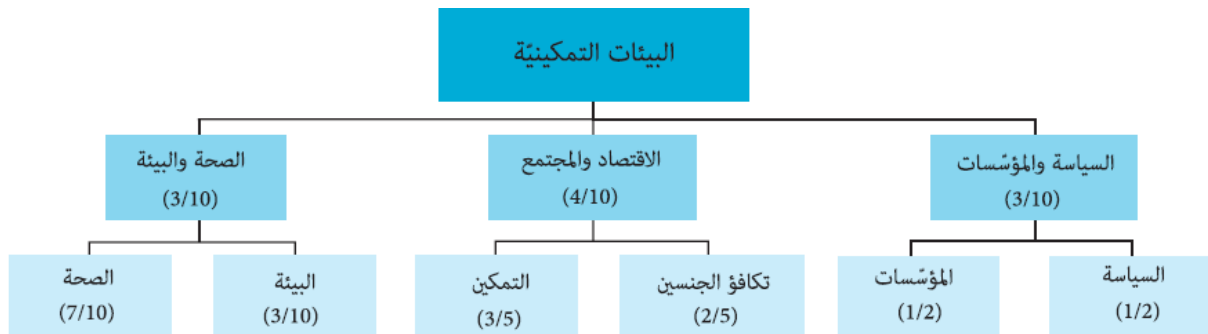 البيئات التمكينيّة
السياسة والمؤسّسات
(3/10)
الاقتصاد والمجتمع
(4/10)
الصحة والبيئة
(3/10)
السياسة
(1/2)
المؤسّسات
(1/2)
تكافؤ الجنسين
(2/5)
التمكين
(3/5)
البيئة
(3/10)
الصحة
(7/10)